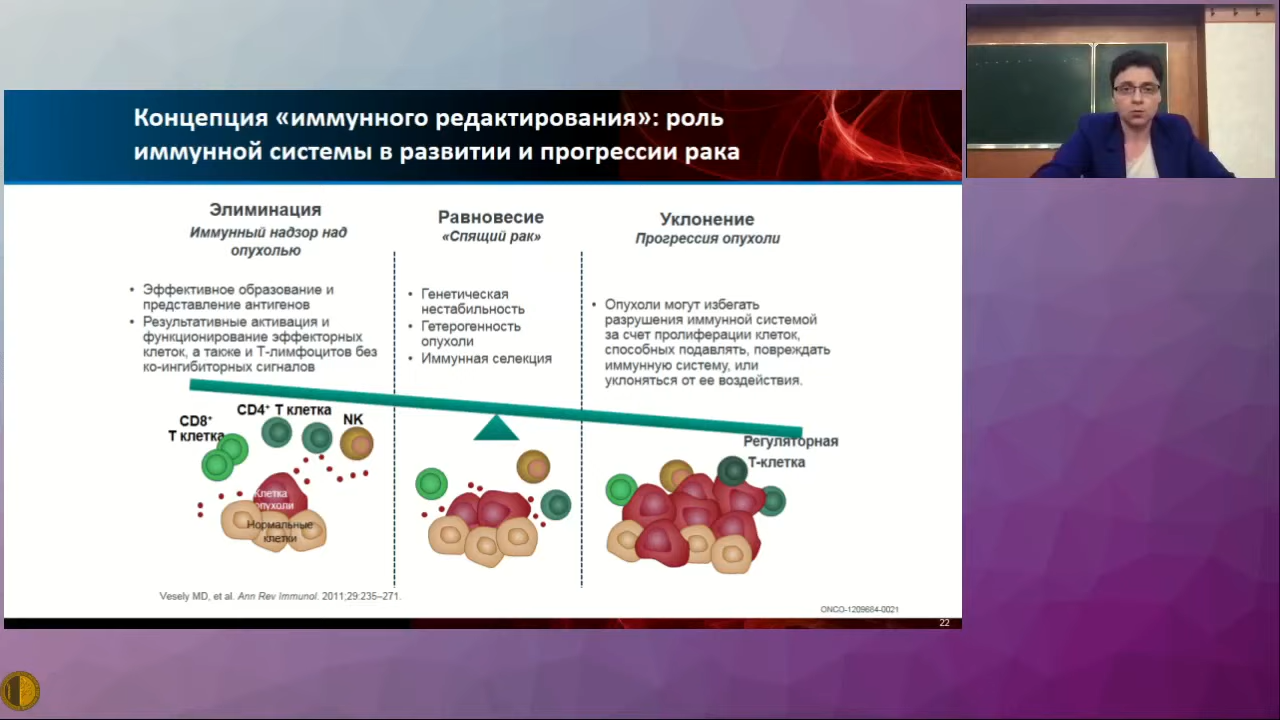 Концепция «иммунного редактирования»: роль
иммунной системы в развитии и прогрессии рака
Элиминация
Иммунный надзор над
опухолью
• Эффективное образование и
представление антигенов
• Результативные активация и
функционирование эффекторных
клеток, а также и Т-лимфоцитов без
ко-ингибиторных сигналов
Равновесие
«Спящий рак»
• Генетическая
нестабильность
• Гетерогенность
опухоли
• Иммунная селекция
Уклонение
Прогрессия опухоли
• Опухоли могут избегать
разрушения иммунной системой
за счет пролиферации клеток,
способных подавлять, повреждать
иммунную систему, или
уклоняться от ее воздействия.
CD8+
Т клетка
CD4+ Т клетка
NK
Клетка
опухоли
Нормальные
клетки
Регуляторная
Т-клетка
Vesely MD, et al. Ann Rev Immunol. 2011;29:235–271.
ONCO-1209684-0021
22